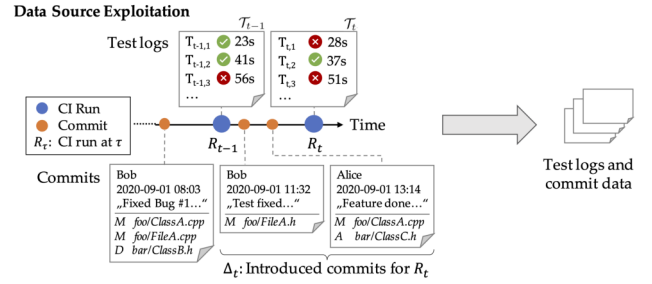 Data Source Exploitation
𝒯t−1
𝒯t
Test logs
Tt-1,1 23s
Tt-1,2 41s
Tt-1,3 56s
…
Tt,1 28s
Tt,2 37s
Tt,3 51s
…
CI Run
Commit
Rτ: CI run at τ
Time
Rt−1
Rt
Test logs and
commit data
Commits
Bob
2020-09-01 08:03
„Fixed Bug #1…“
M foo/ClassA.cpp
M foo/FileA.cpp
D bar/ClassB.h
Bob
2020-09-01 11:32
„Test fixed…“
M foo/FileA.h
Alice
2020-09-01 13:14
„Feature done…“
M foo/ClassA.cpp
A bar/ClassC.h
Δt: Introduced commits for Rt